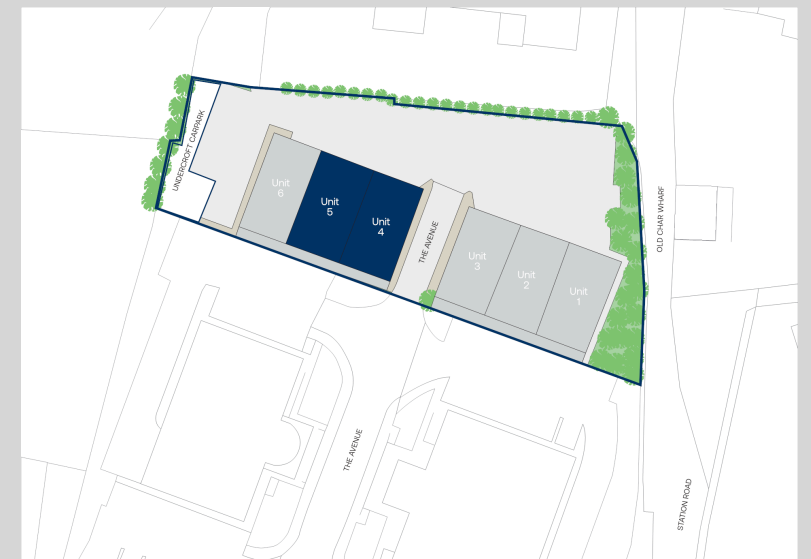 UNDERCROFT CARPARK
Unit
6
Unit
5
Unit
4
THE AVENUE
Unit
3
Unit
2
Unit
1
OLD CHAR WHARF
THE AVENUE
STATION ROAD